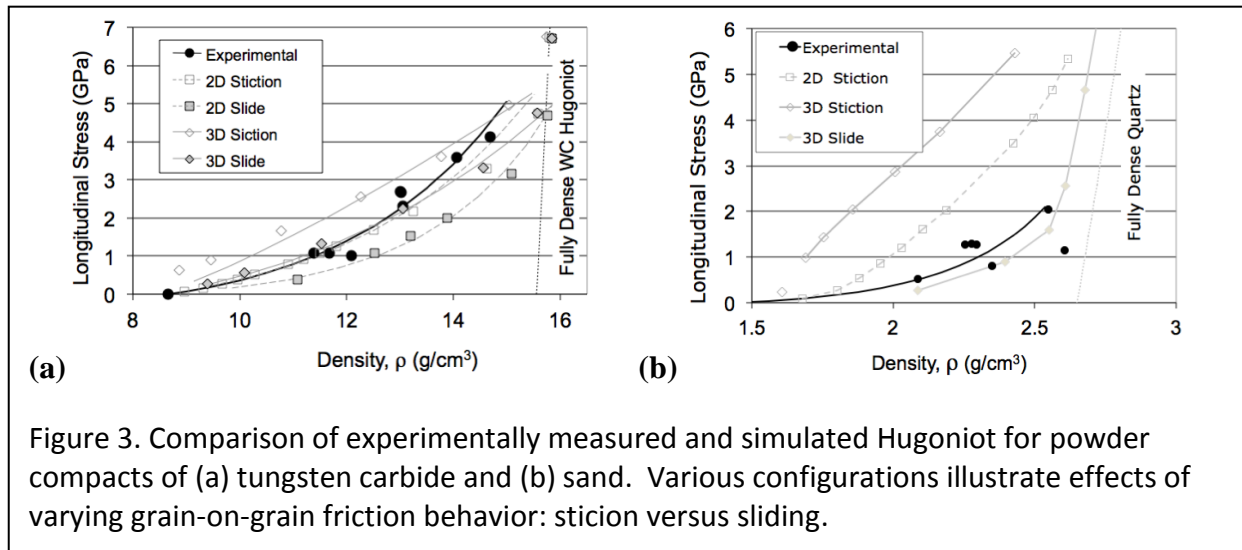 7
6
5
4
3
2
1
0
Longitudinal Stress (GPa)
Experimental
2D Stiction
2D Slide
3D Siction
3D Slide
Fully Dense WC Hugoniot
8 10 12 14 16
Density, ρ (g/cm³)
(a)
6
5
4
3
2
1
0
Longitudinal Stress (GPa)
Experimental
2D Stiction
3D Stiction
3D Slide
Fully Dense Quartz
1.5 2 2.5 3
Density, ρ (g/cm³)
(b)
Figure 3. Comparison of experimentally measured and simulated Hugoniot for powder
compacts of (a) tungsten carbide and (b) sand. Various configurations illustrate effects of
varying grain-on-grain friction behavior: sticion versus sliding.